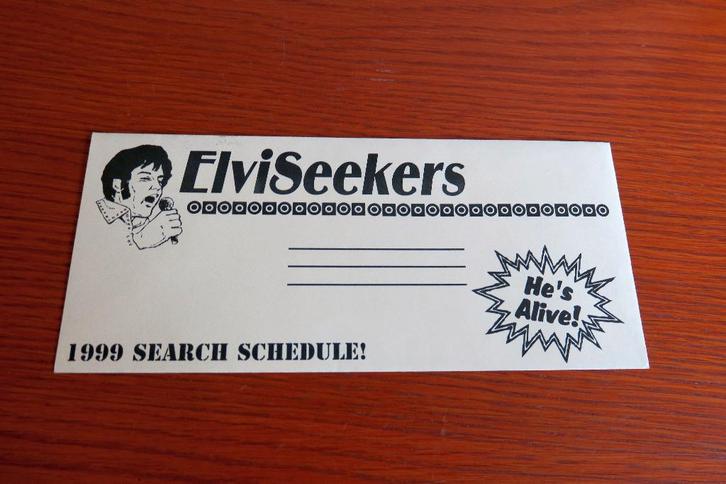 ElviSeekers
He's
Alive!
1999 SEARCH SCHEDULE!